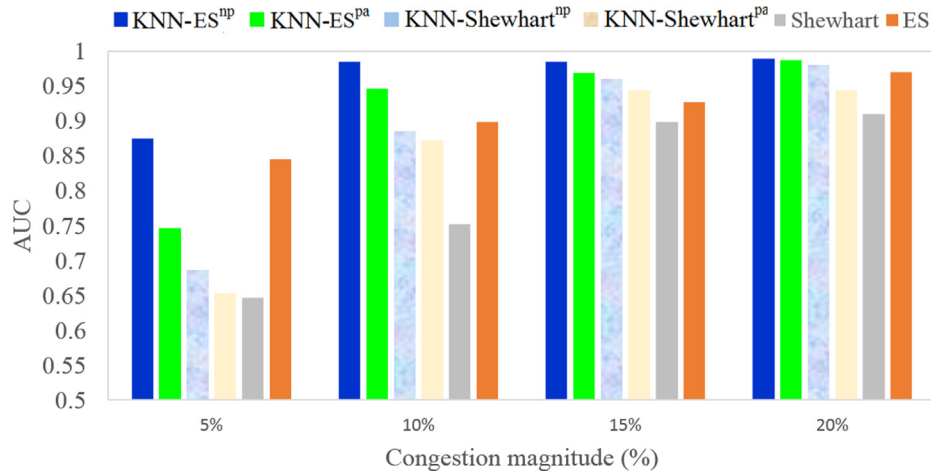 KNN-ES^np KNN-ES^pa KNN-Shewhart^np KNN-Shewhart^pa Shewhart ES
1
0.95
0.9
0.85
0.8
0.75
0.7
0.65
0.6
0.55
0.5
AUC
5% 10% 15% 20%
Congestion magnitude (%)